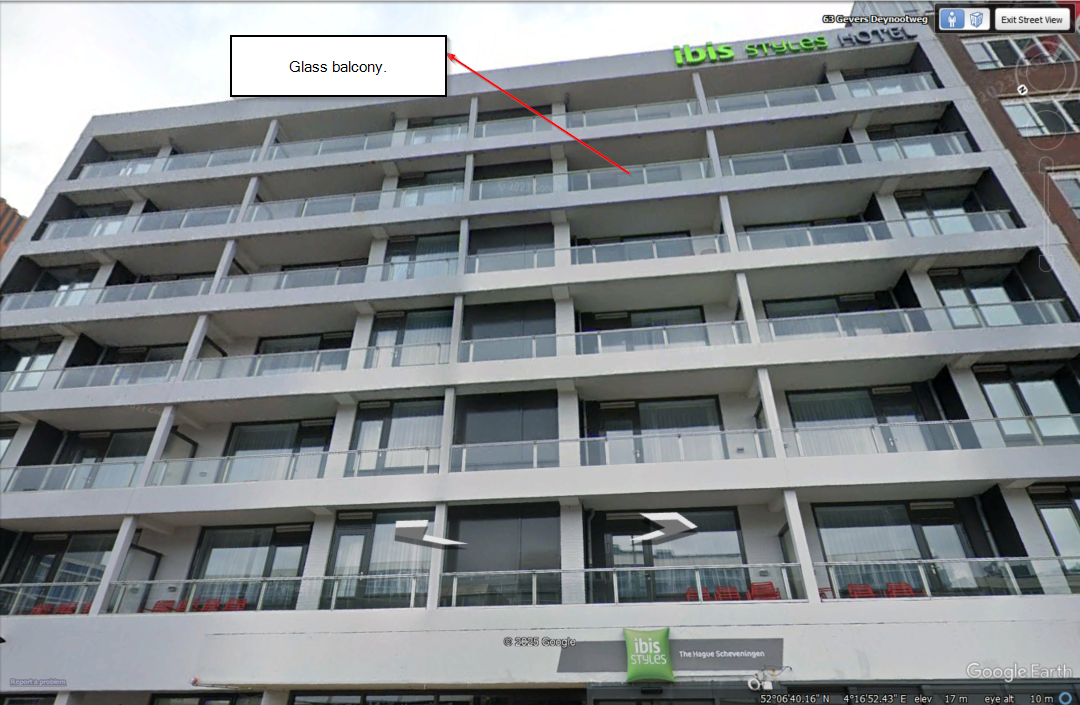 63 Gevers Deynootweg
Exit Street View
ibis STYLES HOTEL
Glass balcony.
© 2025 Google
ibis
STYLES
The Hague Scheveningen
Google Earth
Report a problem
52°06'40.16" N 4°16'52.43" E elev 17 m eye alt 10 m